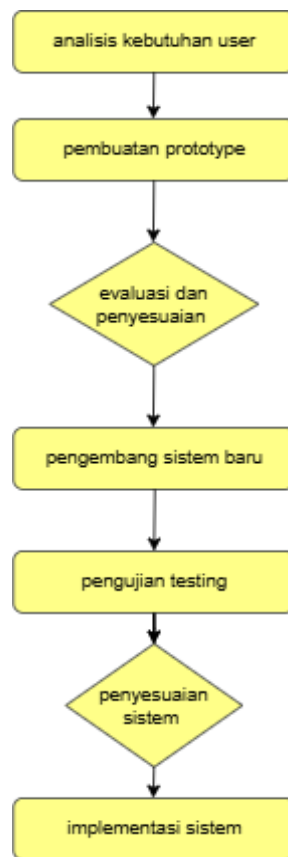 analisis kebutuhan user
pembuatan prototype
evaluasi dan
penyesuaian
pengembang sistem baru
pengujian testing
penyesuaian
sistem
implementasi sistem